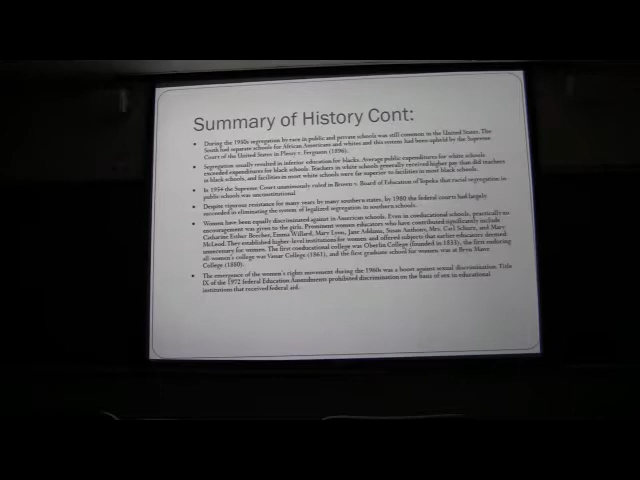 Summary of History Cont:
During the 1930s segregation by race in public and private schools was still common in the United States. The
South had separate schools for African Americans and whites and this system had been upheld by the Supreme
Court of the United States in Plessy v. Ferguson (1896).
Segregation usually resulted in inferior education for blacks. Average public expenditures for white schools
exceeded expenditures for black schools. Teachers in white schools generally received higher pay than did teachers
in black schools, and facilities in most white schools were far superior to facilities in most black schools.
In 1954 the Supreme Court unanimously ruled in Brown v. Board of Education of Topeka that racial segregation in
public schools was unconstitutional
Despite vigorous resistance for many years by many southern states, by 1980 the federal courts had largely
succeeded in eliminating the system of legalized segregation in southern schools.
Women have been equally discriminated against in American schools. Even in coeducational schools, practically no
encouragement was given to the girls. Prominent women educators who have contributed significantly include
Catharine Esther Beecher, Emma Willard, Mary Lyon, Jane Addams, Susan Anthony, Mrs. Carl Schurz, and Mary
McLeod. They established higher-level institutions for women and offered subjects that earlier educators deemed
unnecessary for women. The first coeducational college was Oberlin College (founded in 1833), the first enduring
all-women's college was Vassar College (1861), and the first graduate school for women was at Bryn Mawr
College (1880).
The emergence of the women's rights movement during the 1960s was a boost against sexual discrimination. Title
IX of the 1972 federal Education Amendments prohibited discrimination on the basis of sex in educational
institutions that received federal aid.